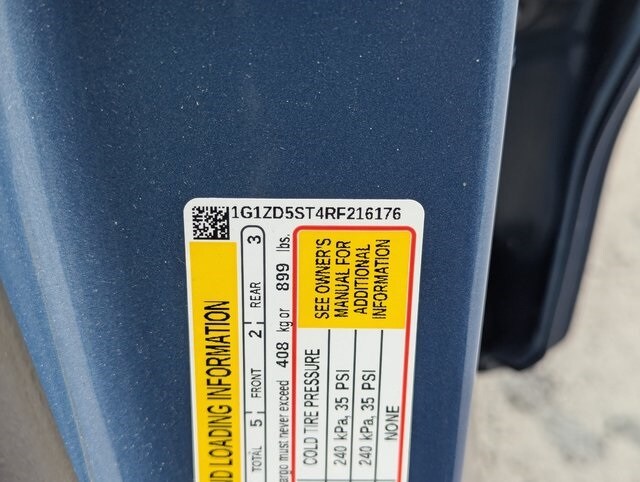 1G1ZD5ST4RF216176
ND LOADING INFORMATION
TOTAL 5 FRONT 2 REAR 3
argo must never exceed 408 kg or 899 lbs.
COLD TIRE PRESSURE
240 kPa, 35 PSI
240 kPa, 35 PSI
NONE
SEE OWNER'S
MANUAL FOR
ADDITIONAL
INFORMATION